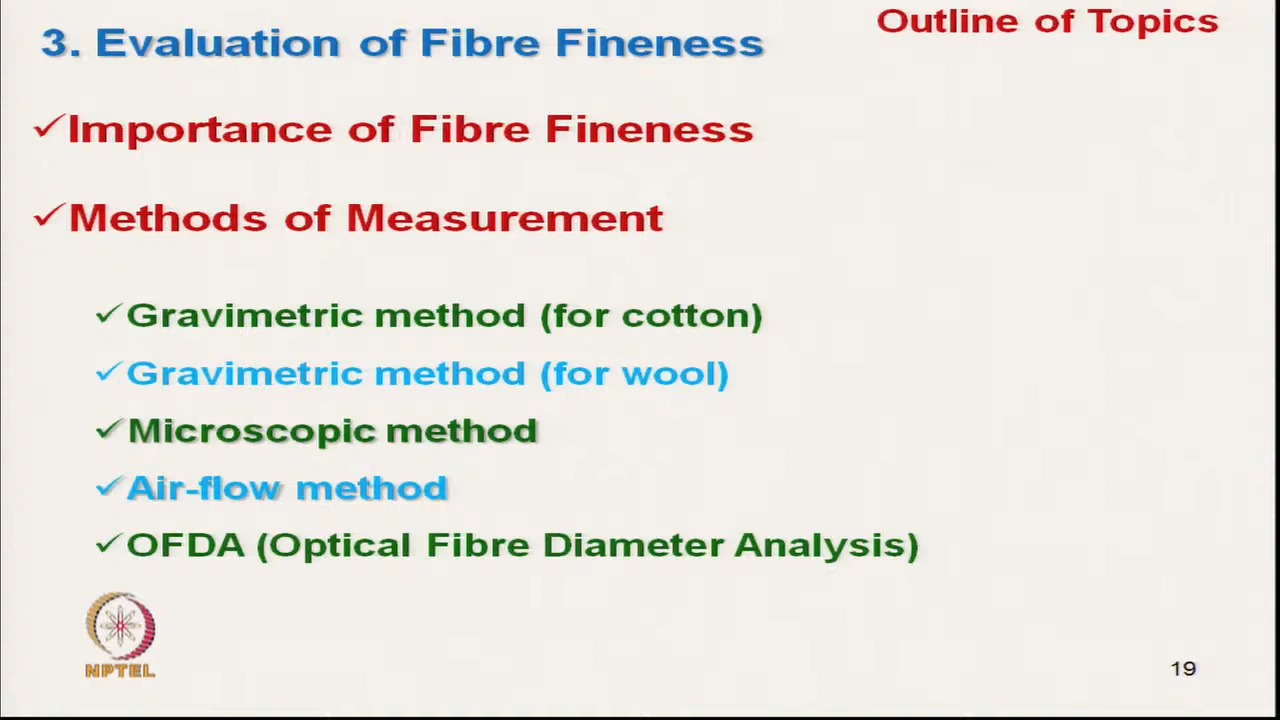 Outline of Topics
3. Evaluation of Fibre Fineness
✓Importance of Fibre Fineness
✓Methods of Measurement
✓Gravimetric method (for cotton)
✓Gravimetric method (for wool)
✓Microscopic method
✓Air-flow method
✓OFDA (Optical Fibre Diameter Analysis)
NPTEL
19